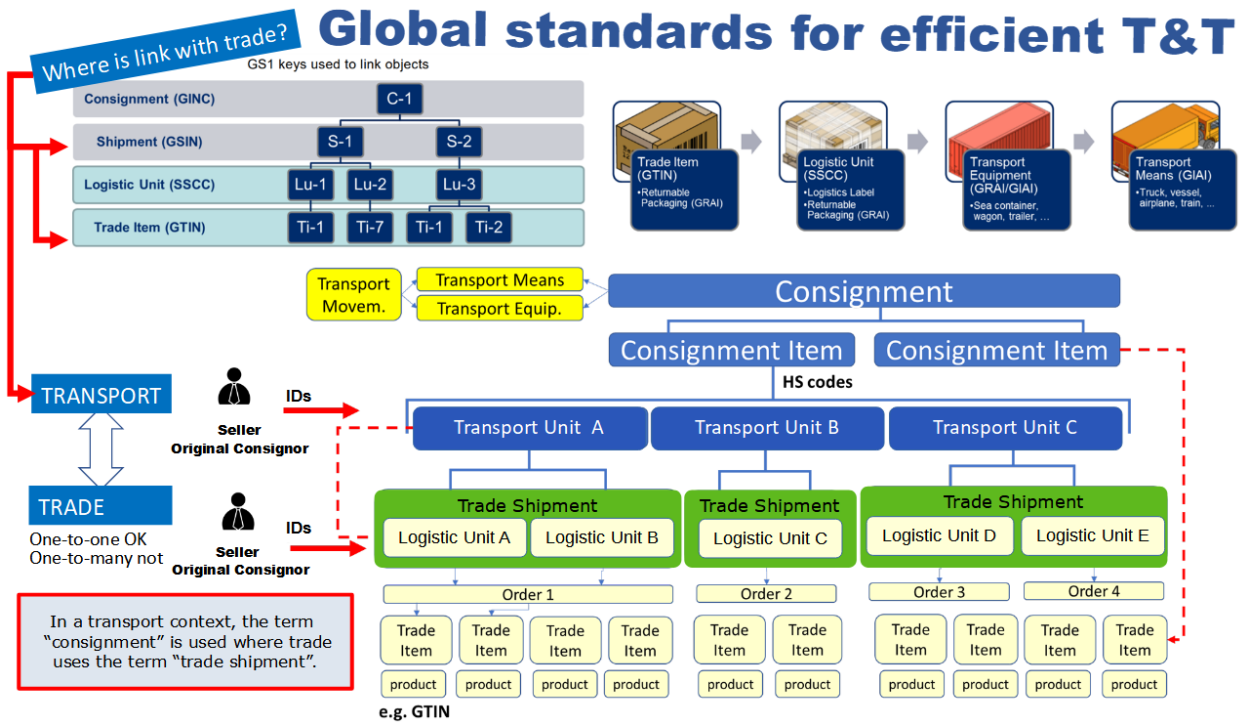 Global standards for efficient T&T
Where is link with trade?
GS1 keys used to link objects
Consignment (GINC)
C-1
Shipment (GSIN)
S-1
S-2
Logistic Unit (SSCC)
Lu-1
Lu-2
Lu-3
Trade Item (GTIN)
Ti-1
Ti-7
Ti-1
Ti-2
Trade Item
(GTIN)
•Returnable
Packaging (GRAI)
Logistic Unit
(SSCC)
•Logistics Label
•Returnable
Packaging (GRAI)
Transport
Equipment
(GRAI/GIAI)
•Sea container,
wagon, trailer, …
Transport
Means (GIAI)
•Truck, vessel,
airplane, train, ...
Transport
Movem.
Transport Means
Transport Equip.
Consignment
Consignment Item
Consignment Item
HS codes
TRANSPORT
Seller
Original Consignor
IDs
Transport Unit A
Transport Unit B
Transport Unit C
TRADE
One-to-one OK
One-to-many not
Seller
Original Consignor
IDs
Trade Shipment
Logistic Unit A
Logistic Unit B
Trade Shipment
Logistic Unit C
Trade Shipment
Logistic Unit D
Logistic Unit E
Order 1
Order 2
Order 3
Order 4
In a transport context, the term
“consignment” is used where trade
uses the term “trade shipment”.
Trade
Item
Trade
Item
Trade
Item
Trade
Item
Trade
Item
Trade
Item
Trade
Item
Trade
Item
Trade
Item
Trade
Item
product
product
product
product
product
product
product
product
product
product
e.g. GTIN